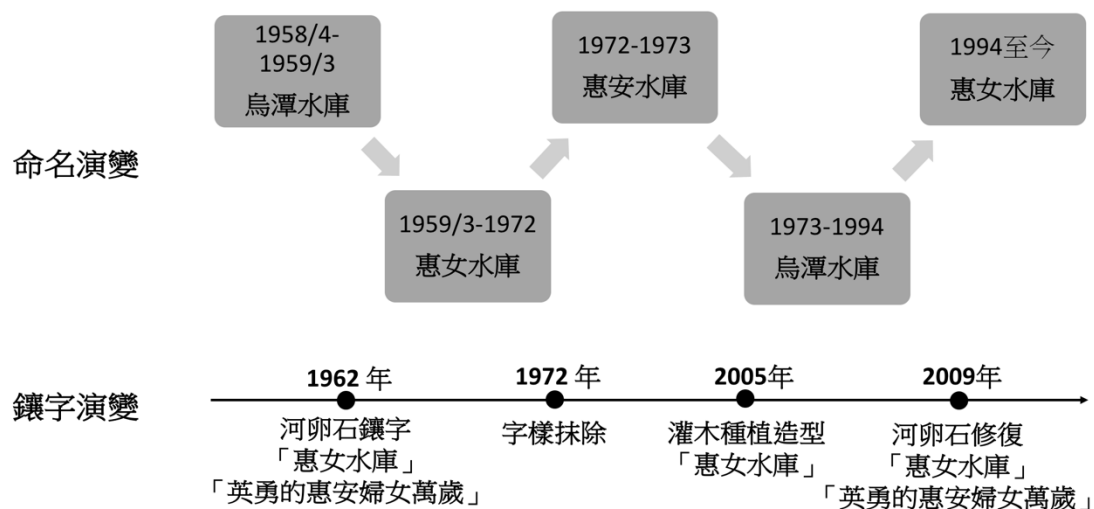 命名演變
1958/4-
1959/3
烏潭水庫
1959/3-1972
惠女水庫
1972-1973
惠安水庫
1973-1994
烏潭水庫
1994至今
惠女水庫
鑲字演變
1962 年
河卵石鑲字
「惠女水庫」
「英勇的惠安婦女萬歲」
1972 年
字樣抹除
2005年
灌木種植造型
「惠女水庫」
2009年
河卵石修復
「惠女水庫」
「英勇的惠安婦女萬歲」